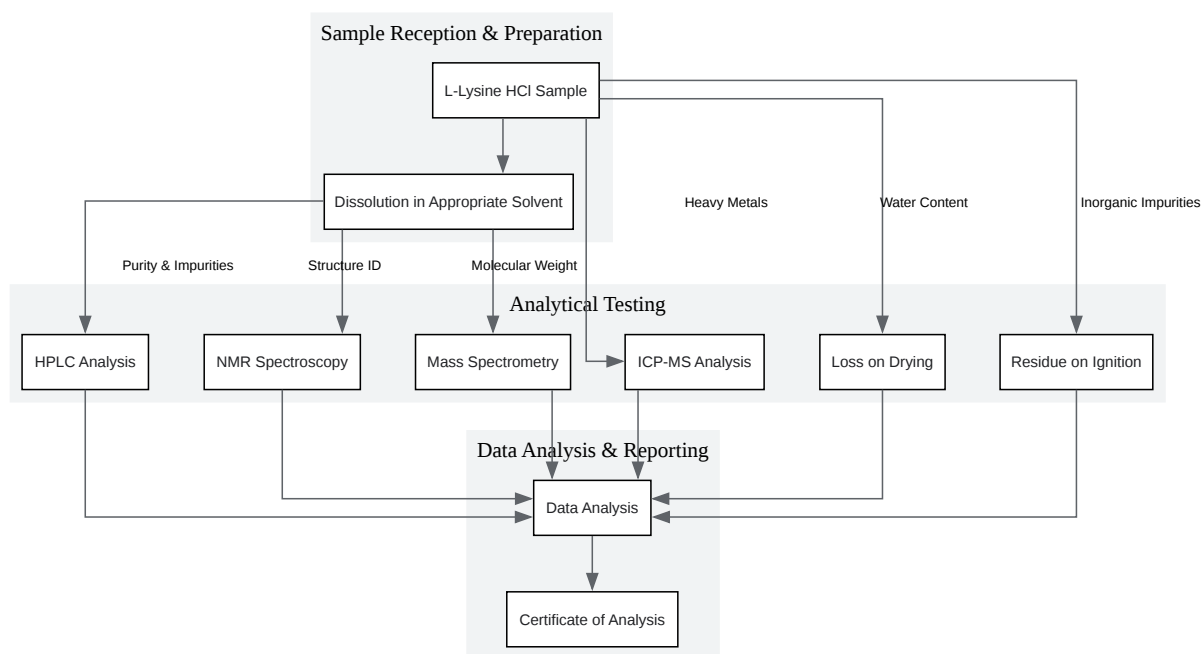 Sample Reception & Preparation
L-Lysine HCl Sample
Dissolution in Appropriate Solvent
Heavy Metals
Water Content
Inorganic Impurities
Purity & Impurities
Structure ID
Molecular Weight
Analytical Testing
HPLC Analysis
NMR Spectroscopy
Mass Spectrometry
ICP-MS Analysis
Loss on Drying
Residue on Ignition
Data Analysis & Reporting
Data Analysis
Certificate of Analysis